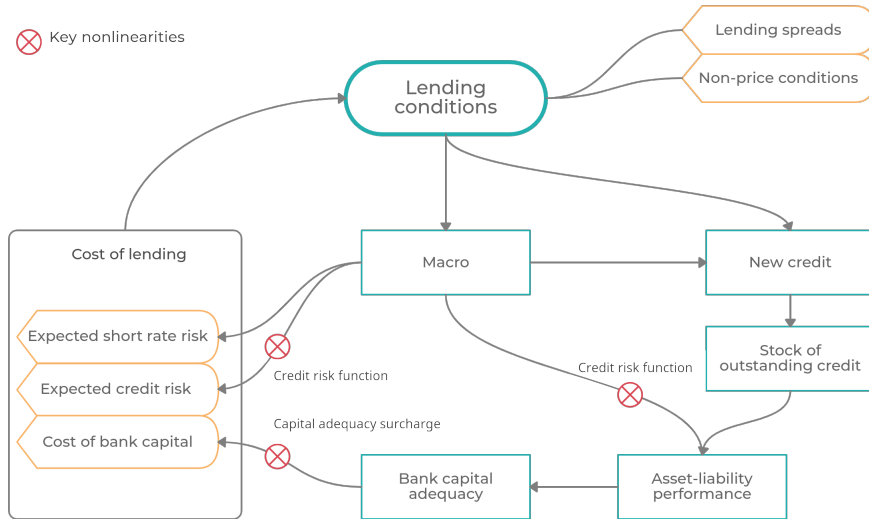 Key nonlinearities
Lending spreads
Non-price conditions
Lending
conditions
Cost of lending
Macro
New credit
Expected short rate risk
Expected credit risk
Cost of bank capital
Credit risk function
Credit risk function
Stock of
outstanding credit
Capital adequacy surcharge
Bank capital
adequacy
Asset-liability
performance